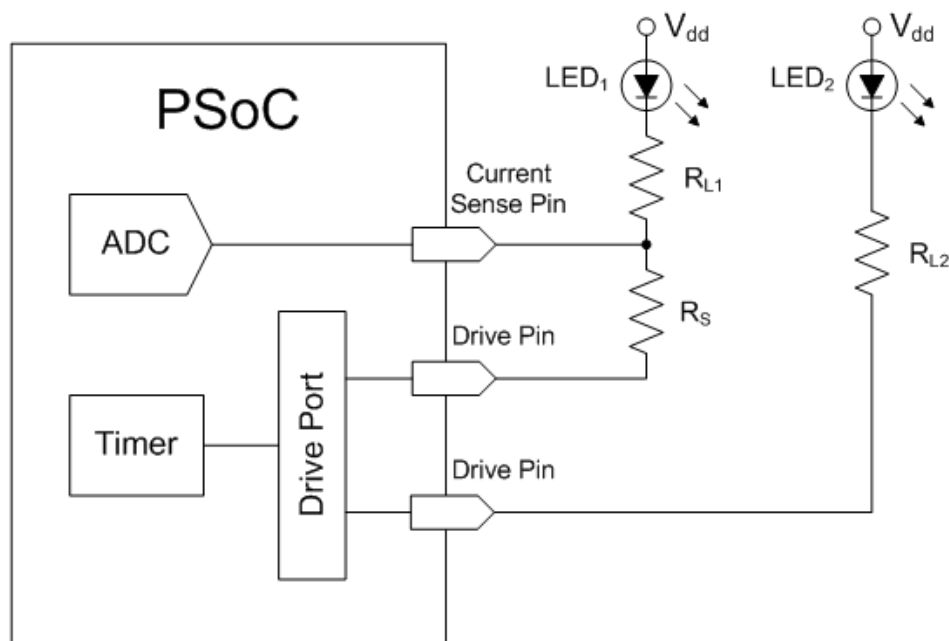 PSoC
V_dd
V_dd
LED_1
LED_2
Current
Sense Pin
R_L1
ADC
R_L2
R_S
Drive Pin
Drive Port
Timer
Drive Pin